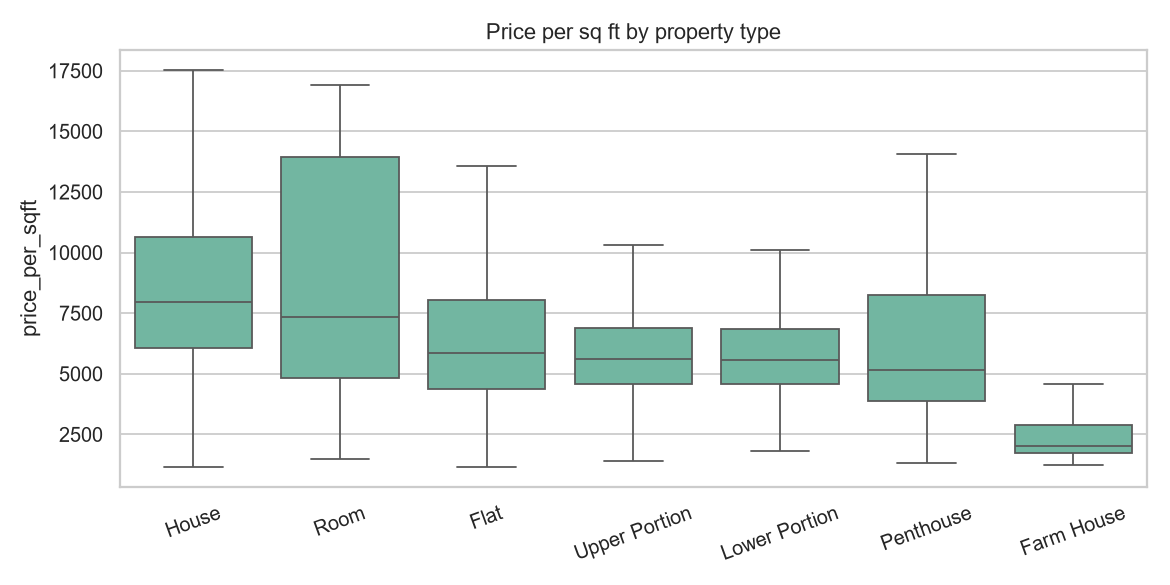 Price per sq ft by property type
price_per_sqft
17500
15000
12500
10000
7500
5000
2500
House
Room
Flat
Upper Portion
Lower Portion
Penthouse
Farm House